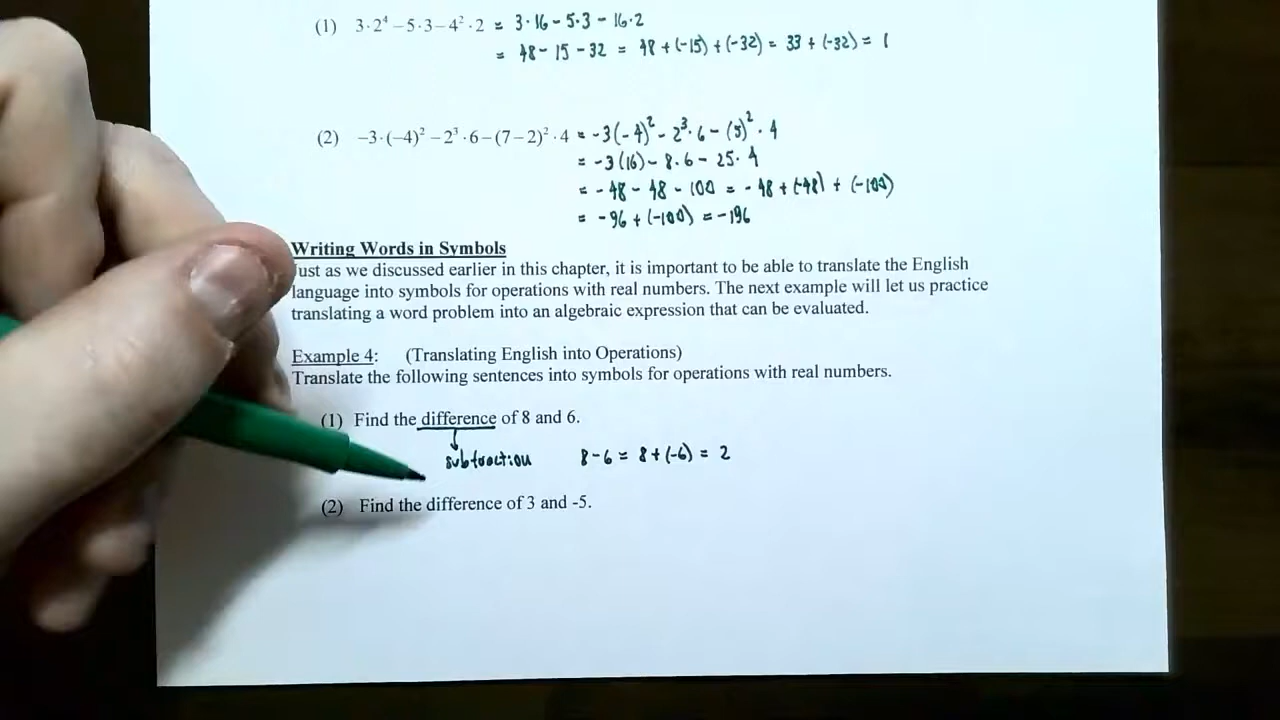 (1) 3·2⁴ − 5·3 − 4²·2 = 3·16 − 5·3 − 16·2
= 48 − 15 − 32 = 48 + (−15) + (−32) = 33 + (−32) = 1
(2) −3·(−4)² − 2³·6 − (7−2)²·4 = −3(−4)² − 2³·6 − (5)²·4
= −3(16) − 8·6 − 25·4
= −48 − 48 − 100 = −48 + (−48) + (−100)
= −96 + (−100) = −196
Writing Words in Symbols
Just as we discussed earlier in this chapter, it is important to be able to translate the English
language into symbols for operations with real numbers. The next example will let us practice
translating a word problem into an algebraic expression that can be evaluated.
Example 4: (Translating English into Operations)
Translate the following sentences into symbols for operations with real numbers.
(1) Find the difference of 8 and 6.
subtraction 8 − 6 = 8 + (−6) = 2
(2) Find the difference of 3 and -5.